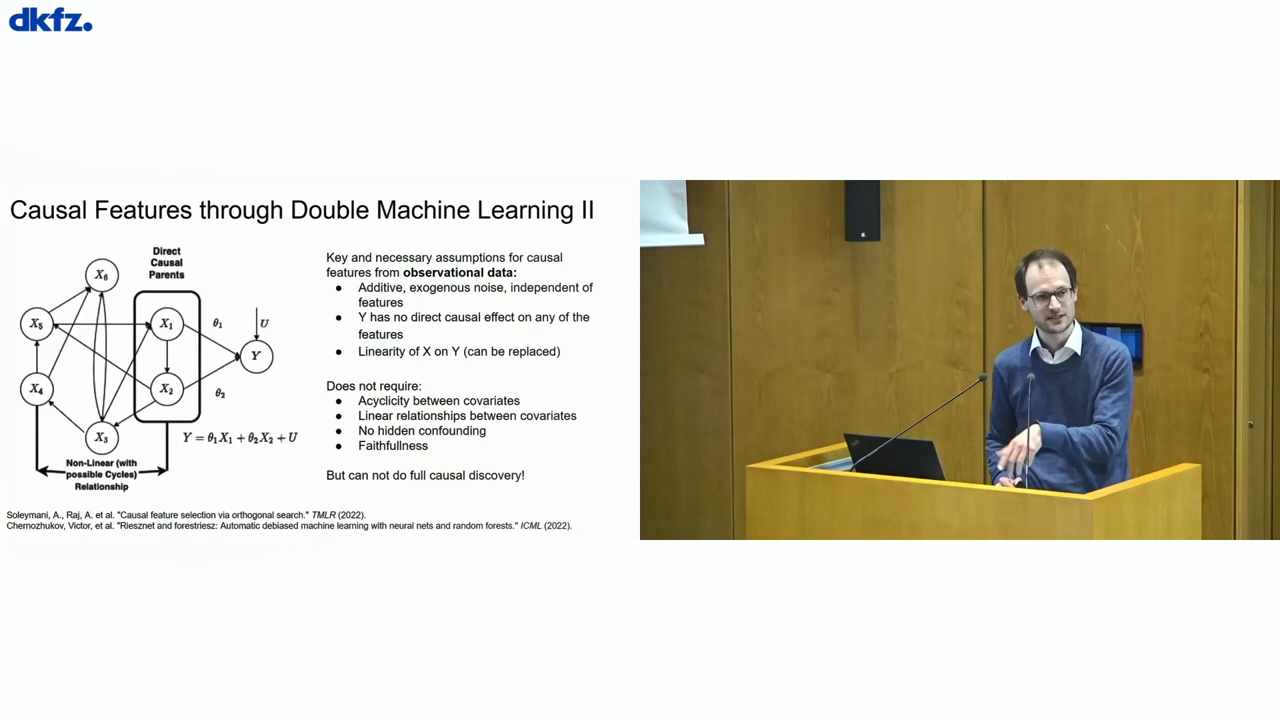 dkfz.
Causal Features through Double Machine Learning II
Direct
Causal
Parents
X₆
X₅
X₁
θ₁
U
Y
X₄
X₂
θ₂
X₃
Y = θ₁X₁ + θ₂X₂ + U
Non-Linear (with
possible Cycles)
Relationship
Key and necessary assumptions for causal
features from observational data:
● Additive, exogenous noise, independent of
features
● Y has no direct causal effect on any of the
features
● Linearity of X on Y (can be replaced)
Does not require:
● Acyclicity between covariates
● Linear relationships between covariates
● No hidden confounding
● Faithfullness
But can not do full causal discovery!
Soleymani, A., Raj, A. et al. "Causal feature selection via orthogonal search." TMLR (2022).
Chernozhukov, Victor, et al. "Riesznet and forestriesz: Automatic debiased machine learning with neural nets and random forests." ICML (2022).